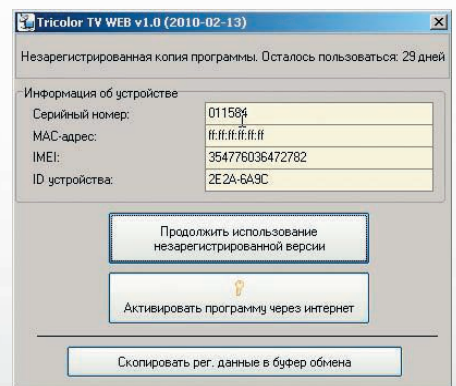 Tricolor TV WEB v1.0 (2010-02-13)
Незарегистрированная копия программы. Осталось пользоваться: 29 дней
Информация об устройстве
Серийный номер: 011584
MAC-адрес: ff:ff:ff:ff:ff:ff
IMEI: 354776036472782
ID устройства: 2E2A-6A9C
Продолжить использование
незарегистрированной версии
Активировать программу через интернет
Скопировать рег. данные в буфер обмена